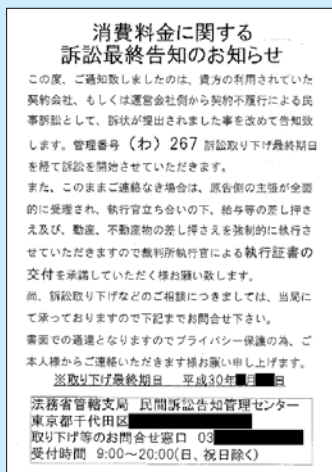 消費料金に関する
訴訟最終告知のお知らせ
この度、ご通知致しましたのは、貴方の利用されていた
契約会社、もしくは運営会社側から契約不履行による民
事訴訟として、訴状が提出されました事を改めて告知致
します。管理番号（わ）267 訴訟取り下げ最終期日
を経て訴訟を開始させていただきます。
また、このままご連絡なき場合は、原告側の主張が全面
的に受理され、執行官立ち合いの下、給与等の差し押さ
え及び、動産、不動産物の差し押さえを強制的に執行さ
せていただきますので裁判所執行官による執行証書の
交付を承諾していただく様お願い致します。
尚、訴訟取り下げなどのご相談につきましては、当局に
て承っておりますので下記までお問合せ下さい。
書面での通達となりますのでプライバシー保護の為、ご
本人様からご連絡いただきます様お願い申し上げます。
※取り下げ最終期日 平成30年 月 日
法務省管轄支局 民間訴訟告知管理センター
東京都千代田区
取り下げ等のお問合せ窓口 03
受付時間 9:00～20:00(日、祝日除く)